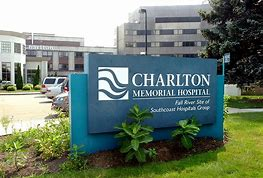 CHARLTON
MEMORIAL HOSPITAL
Fall River Site of
Southcoast Hospitals Group